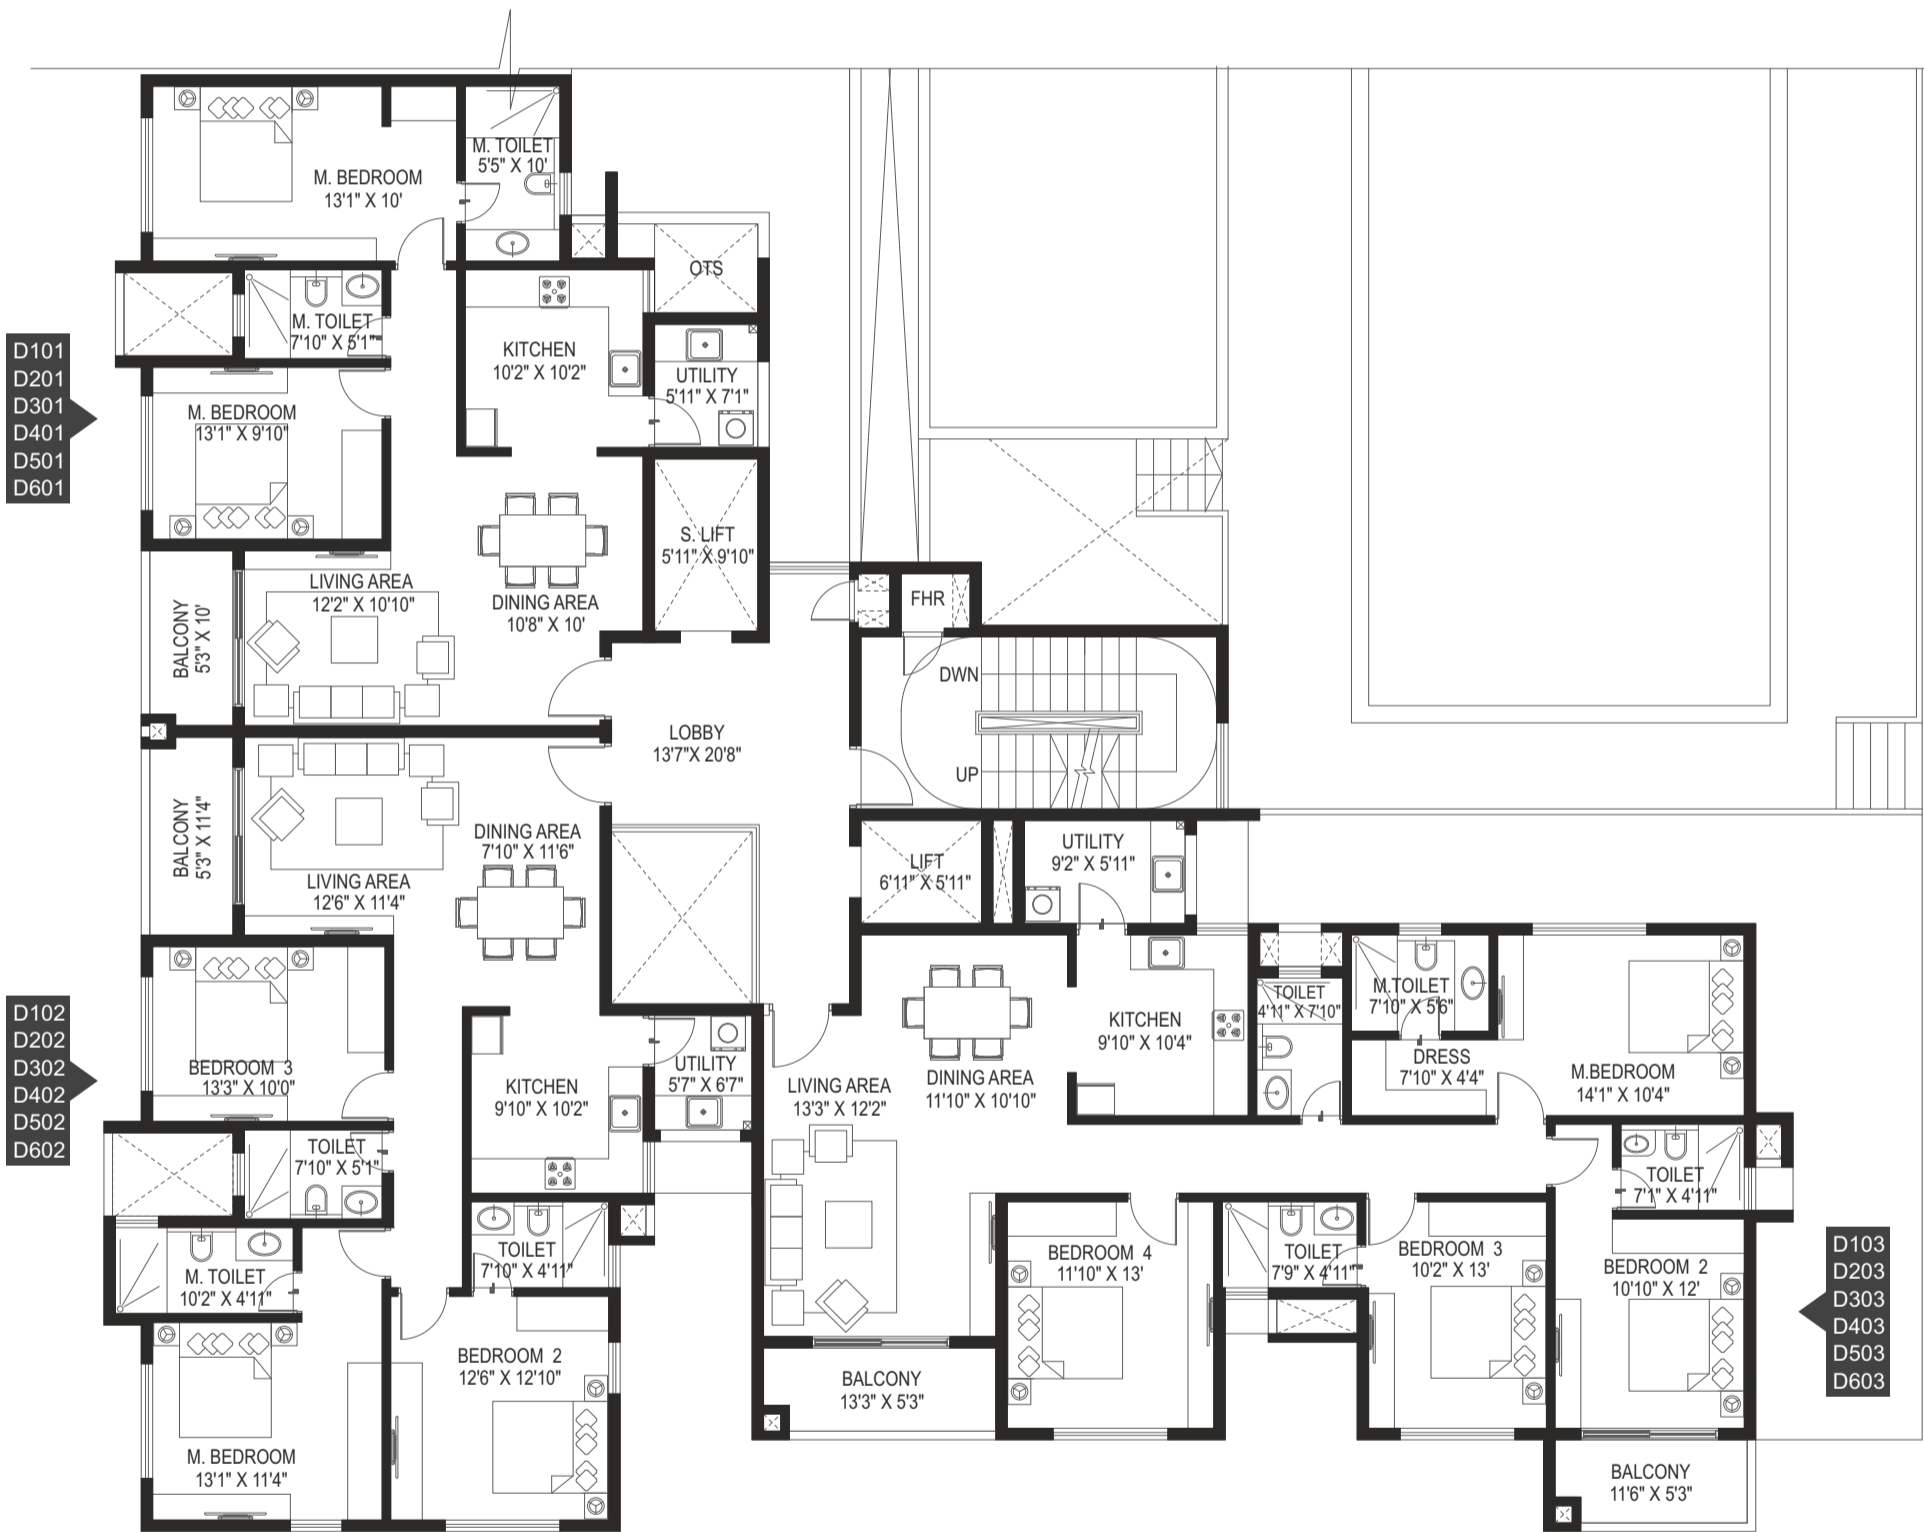 M. TOILET
5'5" X 10'
M. BEDROOM
13'1" X 10'
OTS
M. TOILET
7'10" X 5'1"
KITCHEN
10'2" X 10'2"
UTILITY
5'11" X 7'1"
D101
D201
D301
D401
D501
D601
M. BEDROOM
13'1" X 9'10"
S. LIFT
5'11" X 9'10"
LIVING AREA
12'2" X 10'10"
DINING AREA
10'8" X 10'
BALCONY
5'3" X 10'
FHR
DWN
LOBBY
13'7"X 20'8"
UP
BALCONY
5'3" X 11'4"
DINING AREA
7'10" X 11'6"
LIVING AREA
12'6" X 11'4"
LIFT
6'11" X 5'11"
UTILITY
9'2" X 5'11"
D102
D202
D302
D402
D502
D602
BEDROOM 3
13'3" X 10'0"
KITCHEN
9'10" X 10'2"
UTILITY
5'7" X 6'7"
LIVING AREA
13'3" X 12'2"
DINING AREA
11'10" X 10'10"
KITCHEN
9'10" X 10'4"
TOILET
4'11" X 7'10"
M.TOILET
7'10" X 5'6"
DRESS
7'10" X 4'4"
M.BEDROOM
14'1" X 10'4"
TOILET
7'10" X 5'1"
TOILET
7'1" X 4'11"
M. TOILET
10'2" X 4'11"
TOILET
7'10" X 4'11"
BEDROOM 4
11'10" X 13'
TOILET
7'9" X 4'11"
BEDROOM 3
10'2" X 13'
BEDROOM 2
10'10" X 12'
D103
D203
D303
D403
D503
D603
BEDROOM 2
12'6" X 12'10"
BALCONY
13'3" X 5'3"
M. BEDROOM
13'1" X 11'4"
BALCONY
11'6" X 5'3"